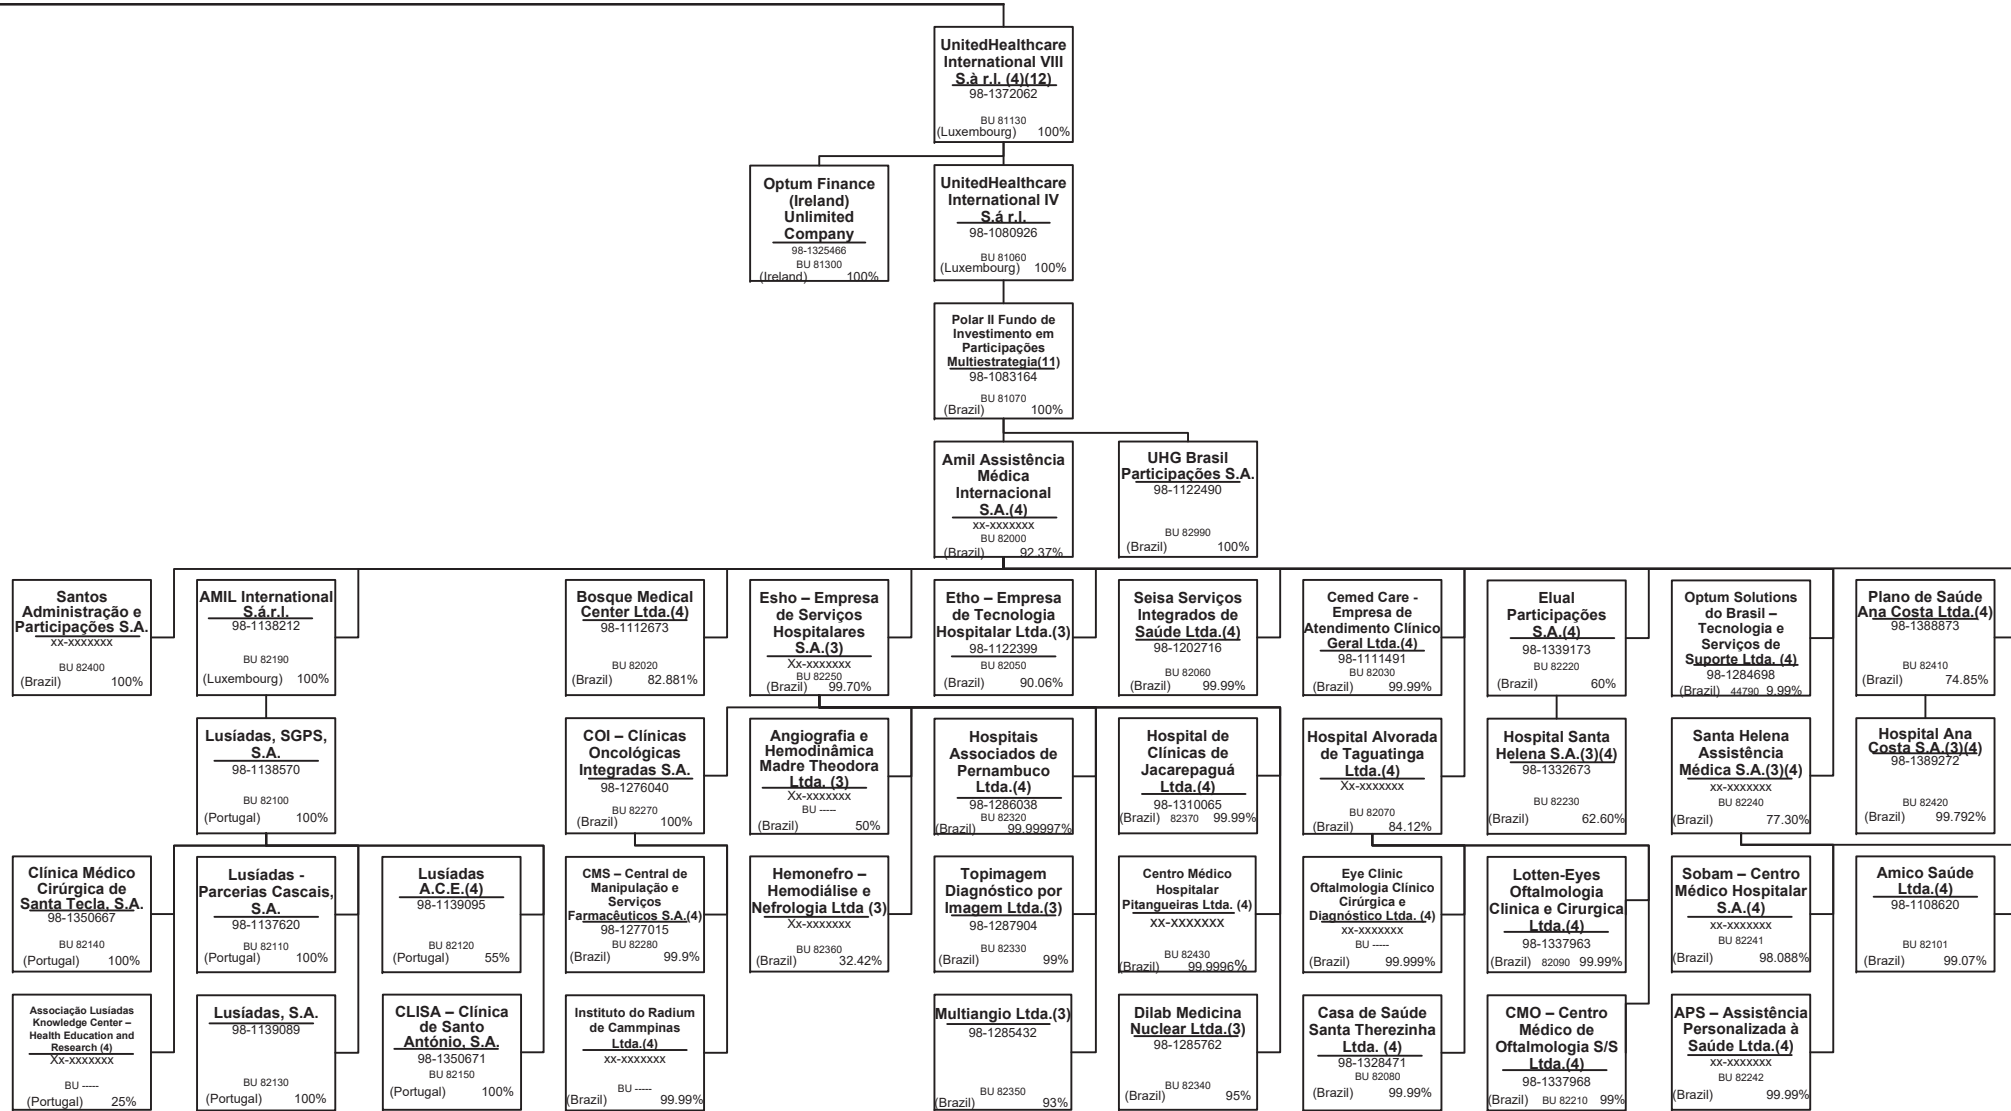 UnitedHealthcare
International VIII
S.à r.l. (4)(12)
98-1372062
BU 81130
(Luxembourg) 100%
Optum Finance
(Ireland)
Unlimited
Company
98-1325466
BU 81300
(Ireland) 100%
UnitedHealthcare
International IV
S.á r.l.
98-1080926
BU 81060
(Luxembourg) 100%
Polar II Fundo de
Investimento em
Participações
Multiestrategia(11)
98-1083164
BU 81070
(Brazil) 100%
Amil Assistência
Médica
Internacional
S.A.(4)
xx-xxxxxxx
BU 82000
(Brazil) 92.37%
UHG Brasil
Participações S.A.
98-1122490
BU 82990
(Brazil) 100%
Santos
Administração e
Participações S.A.
xx-xxxxxxx
BU 82400
(Brazil) 100%
AMIL International
S.á.r.l.
98-1138212
BU 82190
(Luxembourg) 100%
Bosque Medical
Center Ltda.(4)
98-1112673
BU 82020
(Brazil) 82.881%
Esho – Empresa
de Serviços
Hospitalares
S.A.(3)
Xx-xxxxxxx
BU 82250
(Brazil) 99.70%
Etho – Empresa
de Tecnologia
Hospitalar Ltda.(3)
98-1122399
BU 82050
(Brazil) 90.06%
Seisa Serviços
Integrados de
Saúde Ltda.(4)
98-1202716
BU 82060
(Brazil) 99.99%
Cemed Care -
Empresa de
Atendimento Clínico
Geral Ltda.(4)
98-1111491
BU 82030
(Brazil) 99.99%
Elual
Participações
S.A.(4)
98-1339173
BU 82220
(Brazil) 60%
Optum Solutions
do Brasil –
Tecnologia e
Serviços de
Suporte Ltda. (4)
98-1284698
(Brazil) 44790 9.99%
Plano de Saúde
Ana Costa Ltda.(4)
98-1388873
BU 82410
(Brazil) 74.85%
Lusíadas, SGPS,
S.A.
98-1138570
BU 82100
(Portugal) 100%
COI – Clínicas
Oncológicas
Integradas S.A.
98-1276040
BU 82270
(Brazil) 100%
Angiografia e
Hemodinâmica
Madre Theodora
Ltda. (3)
Xx-xxxxxxx
BU -----
(Brazil) 50%
Hospitais
Associados de
Pernambuco
Ltda.(4)
98-1286038
BU 82320
(Brazil) 99.99997%
Hospital de
Clínicas de
Jacarepaguá
Ltda.(4)
98-1310065
(Brazil) 82370 99.99%
Hospital Alvorada
de Taguatinga
Ltda.(4)
Xx-xxxxxxx
BU 82070
(Brazil) 84.12%
Hospital Santa
Helena S.A.(3)(4)
98-1332673
BU 82230
(Brazil) 62.60%
Santa Helena
Assistência
Médica S.A.(3)(4)
xx-xxxxxxx
BU 82240
(Brazil) 77.30%
Hospital Ana
Costa S.A.(3)(4)
98-1389272
BU 82420
(Brazil) 99.792%
Clínica Médico
Cirúrgica de
Santa Tecla, S.A.
98-1350667
BU 82140
(Portugal) 100%
Lusíadas -
Parcerias Cascais,
S.A.
98-1137620
BU 82110
(Portugal) 100%
Lusíadas
A.C.E.(4)
98-1139095
BU 82120
(Portugal) 55%
CMS – Central de
Manipulação e
Serviços
Farmacêuticos S.A.(4)
98-1277015
BU 82280
(Brazil) 99.9%
Hemonefro –
Hemodiálise e
Nefrologia Ltda (3)
Xx-xxxxxxx
BU 82360
(Brazil) 32.42%
Topimagem
Diagnóstico por
Imagem Ltda.(3)
98-1287904
BU 82330
(Brazil) 99%
Centro Médico
Hospitalar
Pitangueiras Ltda. (4)
xx-xxxxxxx
BU 82430
(Brazil) 99.9996%
Eye Clinic
Oftalmologia Clínico
Cirúrgica e
Diagnóstico Ltda. (4)
xx-xxxxxxx
BU -----
(Brazil) 99.999%
Lotten-Eyes
Oftalmologia
Clinica e Cirurgica
Ltda.(4)
98-1337963
(Brazil) 82090 99.99%
Sobam – Centro
Médico Hospitalar
S.A.(4)
xx-xxxxxxx
BU 82241
(Brazil) 98.088%
Amico Saúde
Ltda.(4)
98-1108620
BU 82101
(Brazil) 99.07%
Associação Lusíadas
Knowledge Center –
Health Education and
Research (4)
Xx-xxxxxxx
BU -----
(Portugal) 25%
Lusíadas, S.A.
98-1139089
BU 82130
(Portugal) 100%
CLISA – Clínica
de Santo
António, S.A.
98-1350671
BU 82150
(Portugal) 100%
Instituto do Radium
de Cammpinas
Ltda.(4)
xx-xxxxxxx
BU -----
(Brazil) 99.99%
Multiangio Ltda.(3)
98-1285432
BU 82350
(Brazil) 93%
Dilab Medicina
Nuclear Ltda.(3)
98-1285762
BU 82340
(Brazil) 95%
Casa de Saúde
Santa Therezinha
Ltda. (4)
98-1328471
BU 82080
(Brazil) 99.99%
CMO – Centro
Médico de
Oftalmologia S/S
Ltda.(4)
98-1337968
(Brazil) BU 82210 99%
APS – Assistência
Personalizada à
Saúde Ltda.(4)
xx-xxxxxxx
BU 82242
(Brazil) 99.99%